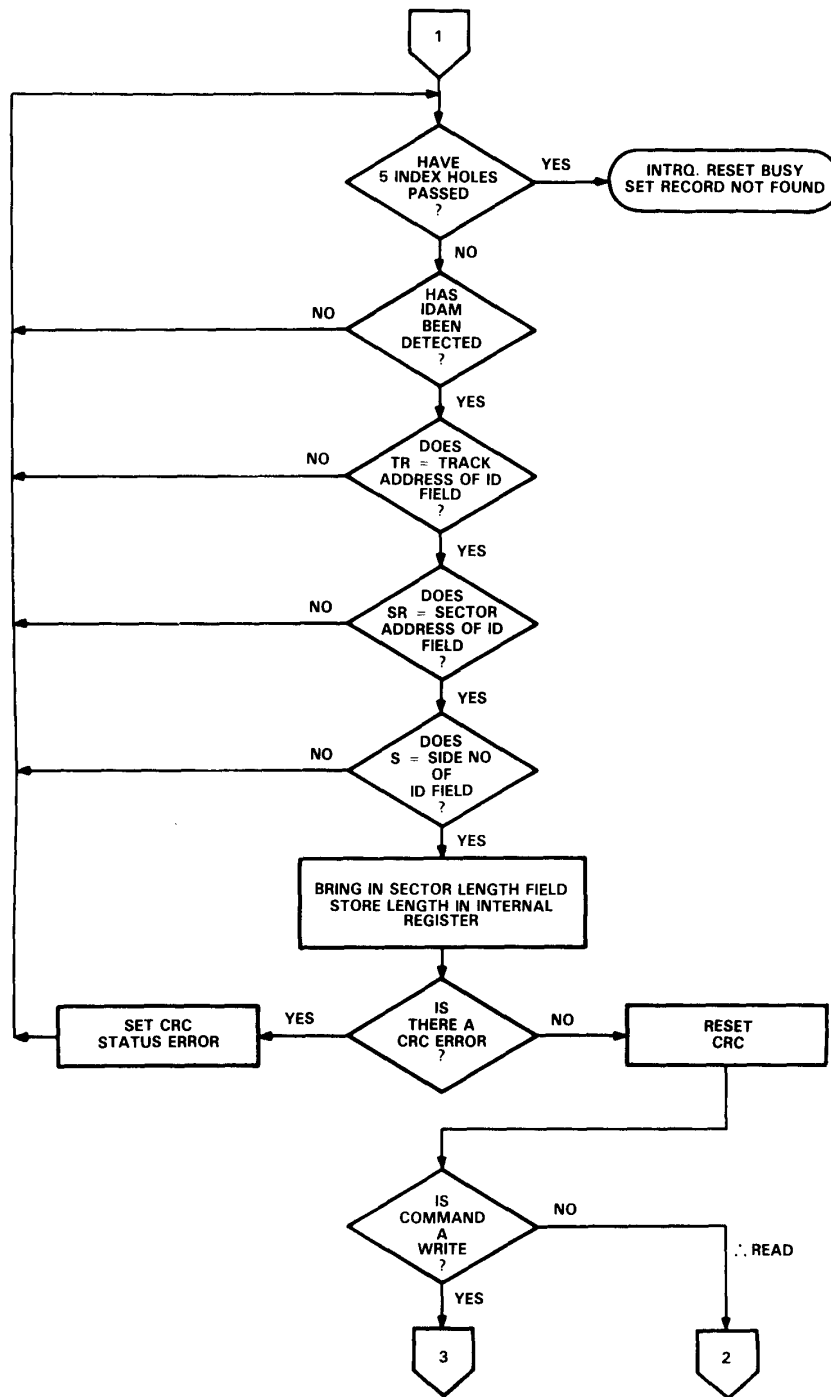 1
HAVE
5 INDEX HOLES
PASSED
?
YES
INTRQ. RESET BUSY
SET RECORD NOT FOUND
NO
HAS
IDAM
BEEN
DETECTED
?
NO
YES
DOES
TR = TRACK
ADDRESS OF ID
FIELD
?
NO
YES
DOES
SR = SECTOR
ADDRESS OF ID
FIELD
?
NO
YES
DOES
S = SIDE NO
OF
ID FIELD
?
NO
YES
BRING IN SECTOR LENGTH FIELD
STORE LENGTH IN INTERNAL
REGISTER
IS
THERE A
CRC ERROR
?
YES
SET CRC
STATUS ERROR
NO
RESET
CRC
IS
COMMAND
A
WRITE
?
NO
∴ READ
YES
3
2